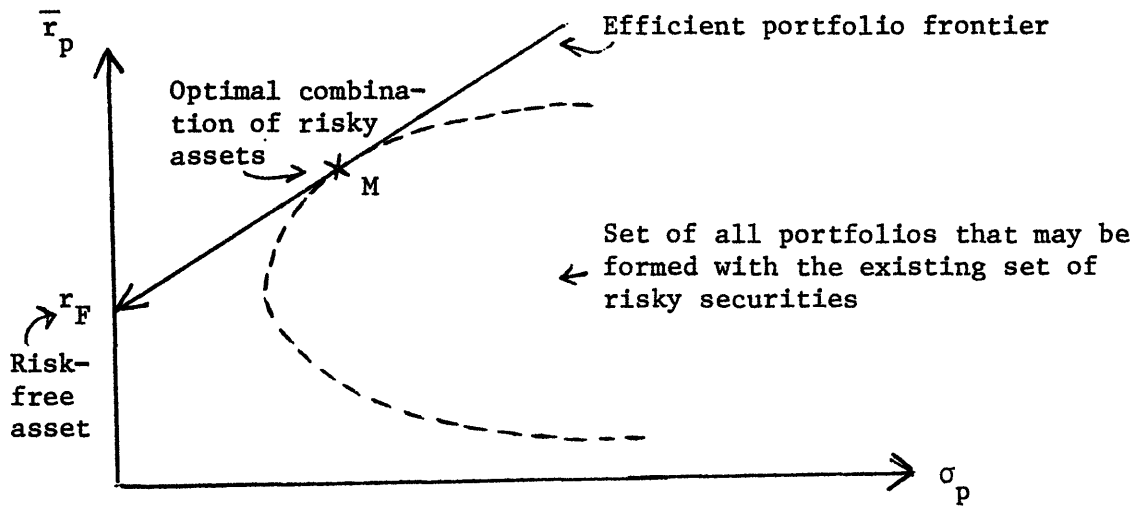 r̄p
Efficient portfolio frontier
Optimal combina-
tion of risky
assets
M
Set of all portfolios that may be
formed with the existing set of
risky securities
rF
Risk-
free
asset
σp